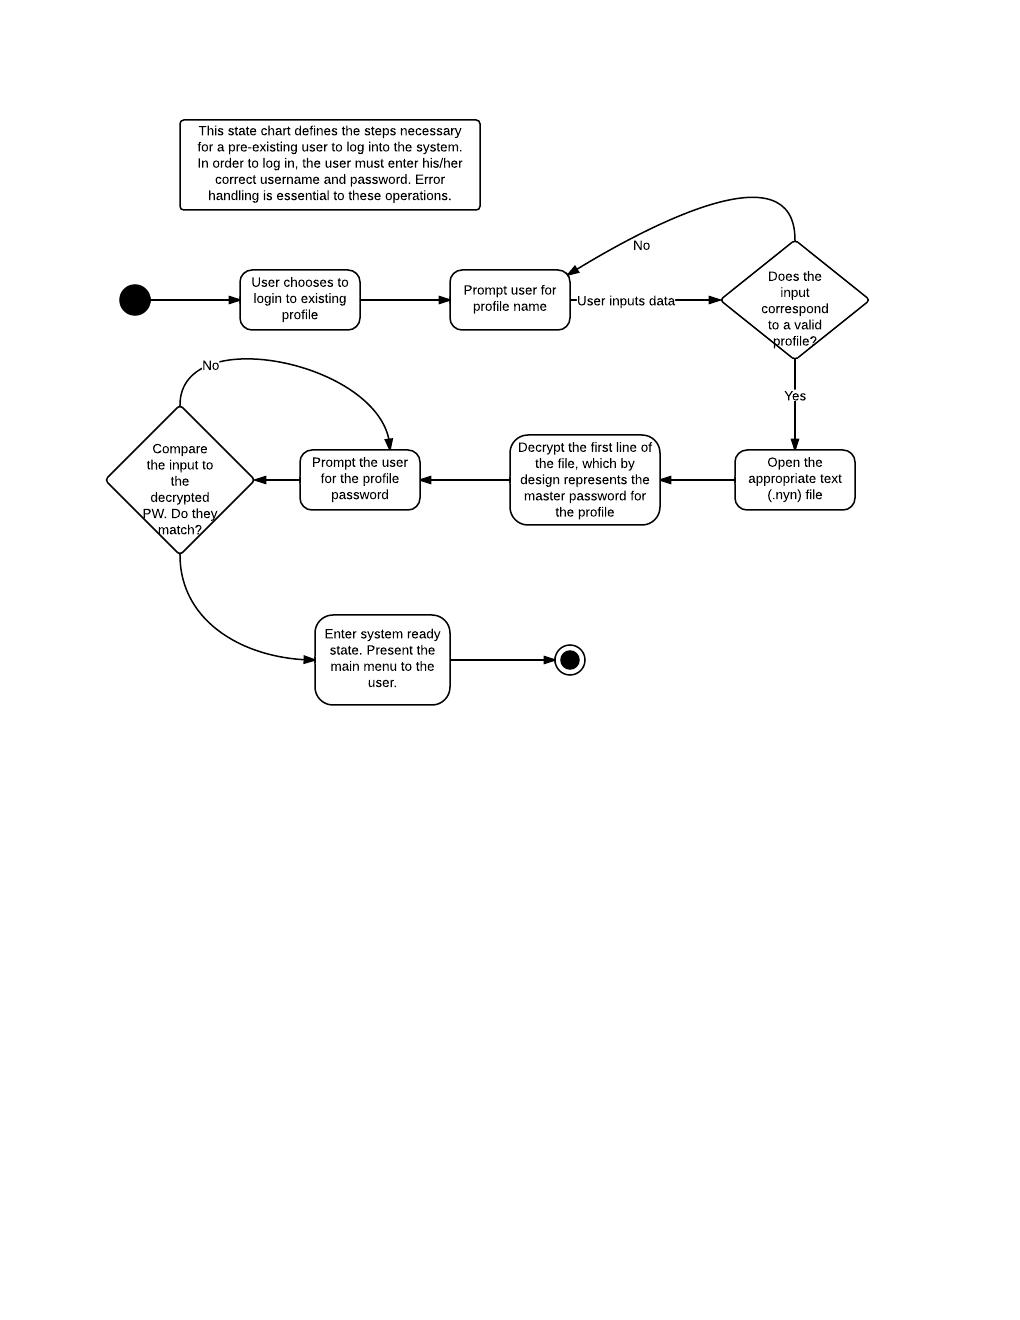 This state chart defines the steps necessary
for a pre-existing user to log into the system.
In order to log in, the user must enter his/her
correct username and password. Error
handling is essential to these operations.
No
User chooses to
login to existing
profile
Prompt user for
profile name
User inputs data
Does the
input
correspond
to a valid
profile?
No
Yes
Compare
the input to
the
decrypted
PW. Do they
match?
Prompt the user
for the profile
password
Decrypt the first line of
the file, which by
design represents the
master password for
the profile
Open the
appropriate text
(.nyn) file
Enter system ready
state. Present the
main menu to the
user.